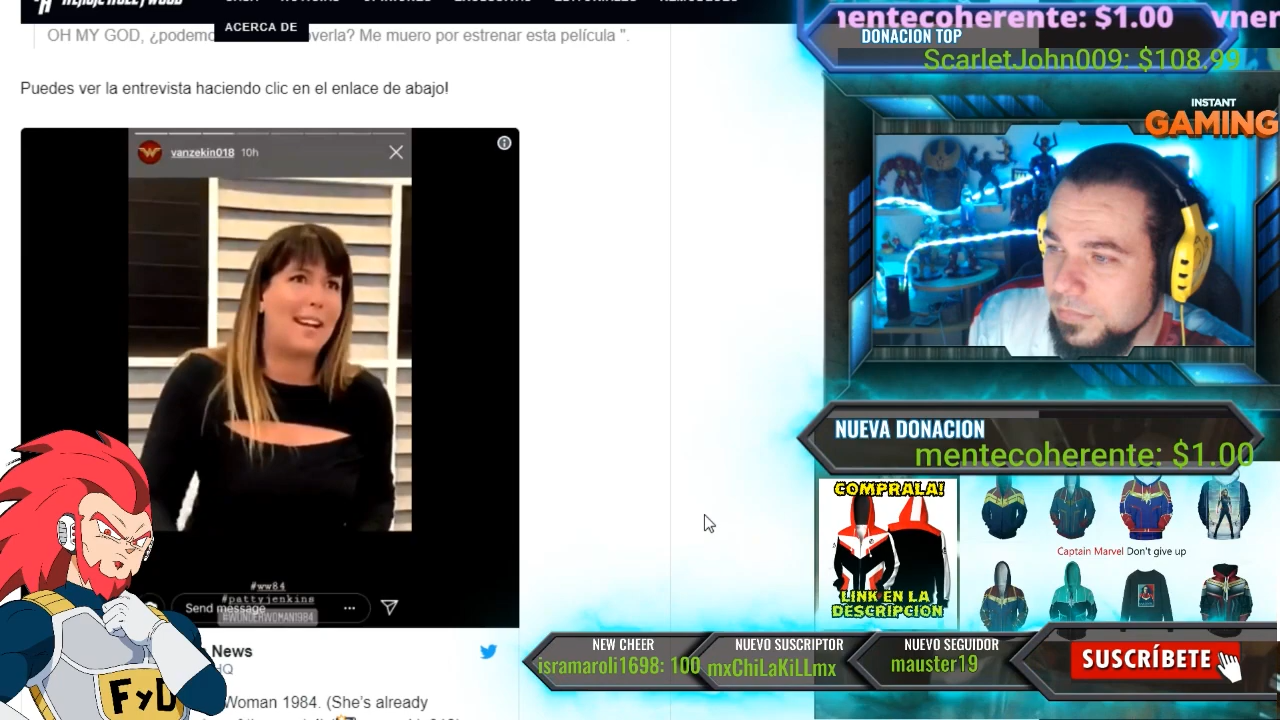 ACERCA DE
OH MY GOD, ¿podemo overla? Me muero por estrenar esta película ".
Puedes ver la entrevista haciendo clic en el enlace de abajo!
vanzekin018 10h
#ww84
#pattyjenkins
#WONDERWOMAN1984
Send message
News
Woman 1984. (She's already
mentecoherente: $1.00
DONACION TOP
ScarletJohn009: $108.99
INSTANT
GAMING
NUEVA DONACION
mentecoherente: $1.00
COMPRALA!
LINK EN LA
DESCRIPCION
Captain Marvel Don't give up
NEW CHEER
isramaroli1698: 100
NUEVO SUSCRIPTOR
mxChiLaKiLLmx
NUEVO SEGUIDOR
mauster19
SUSCRÍBETE
FyD